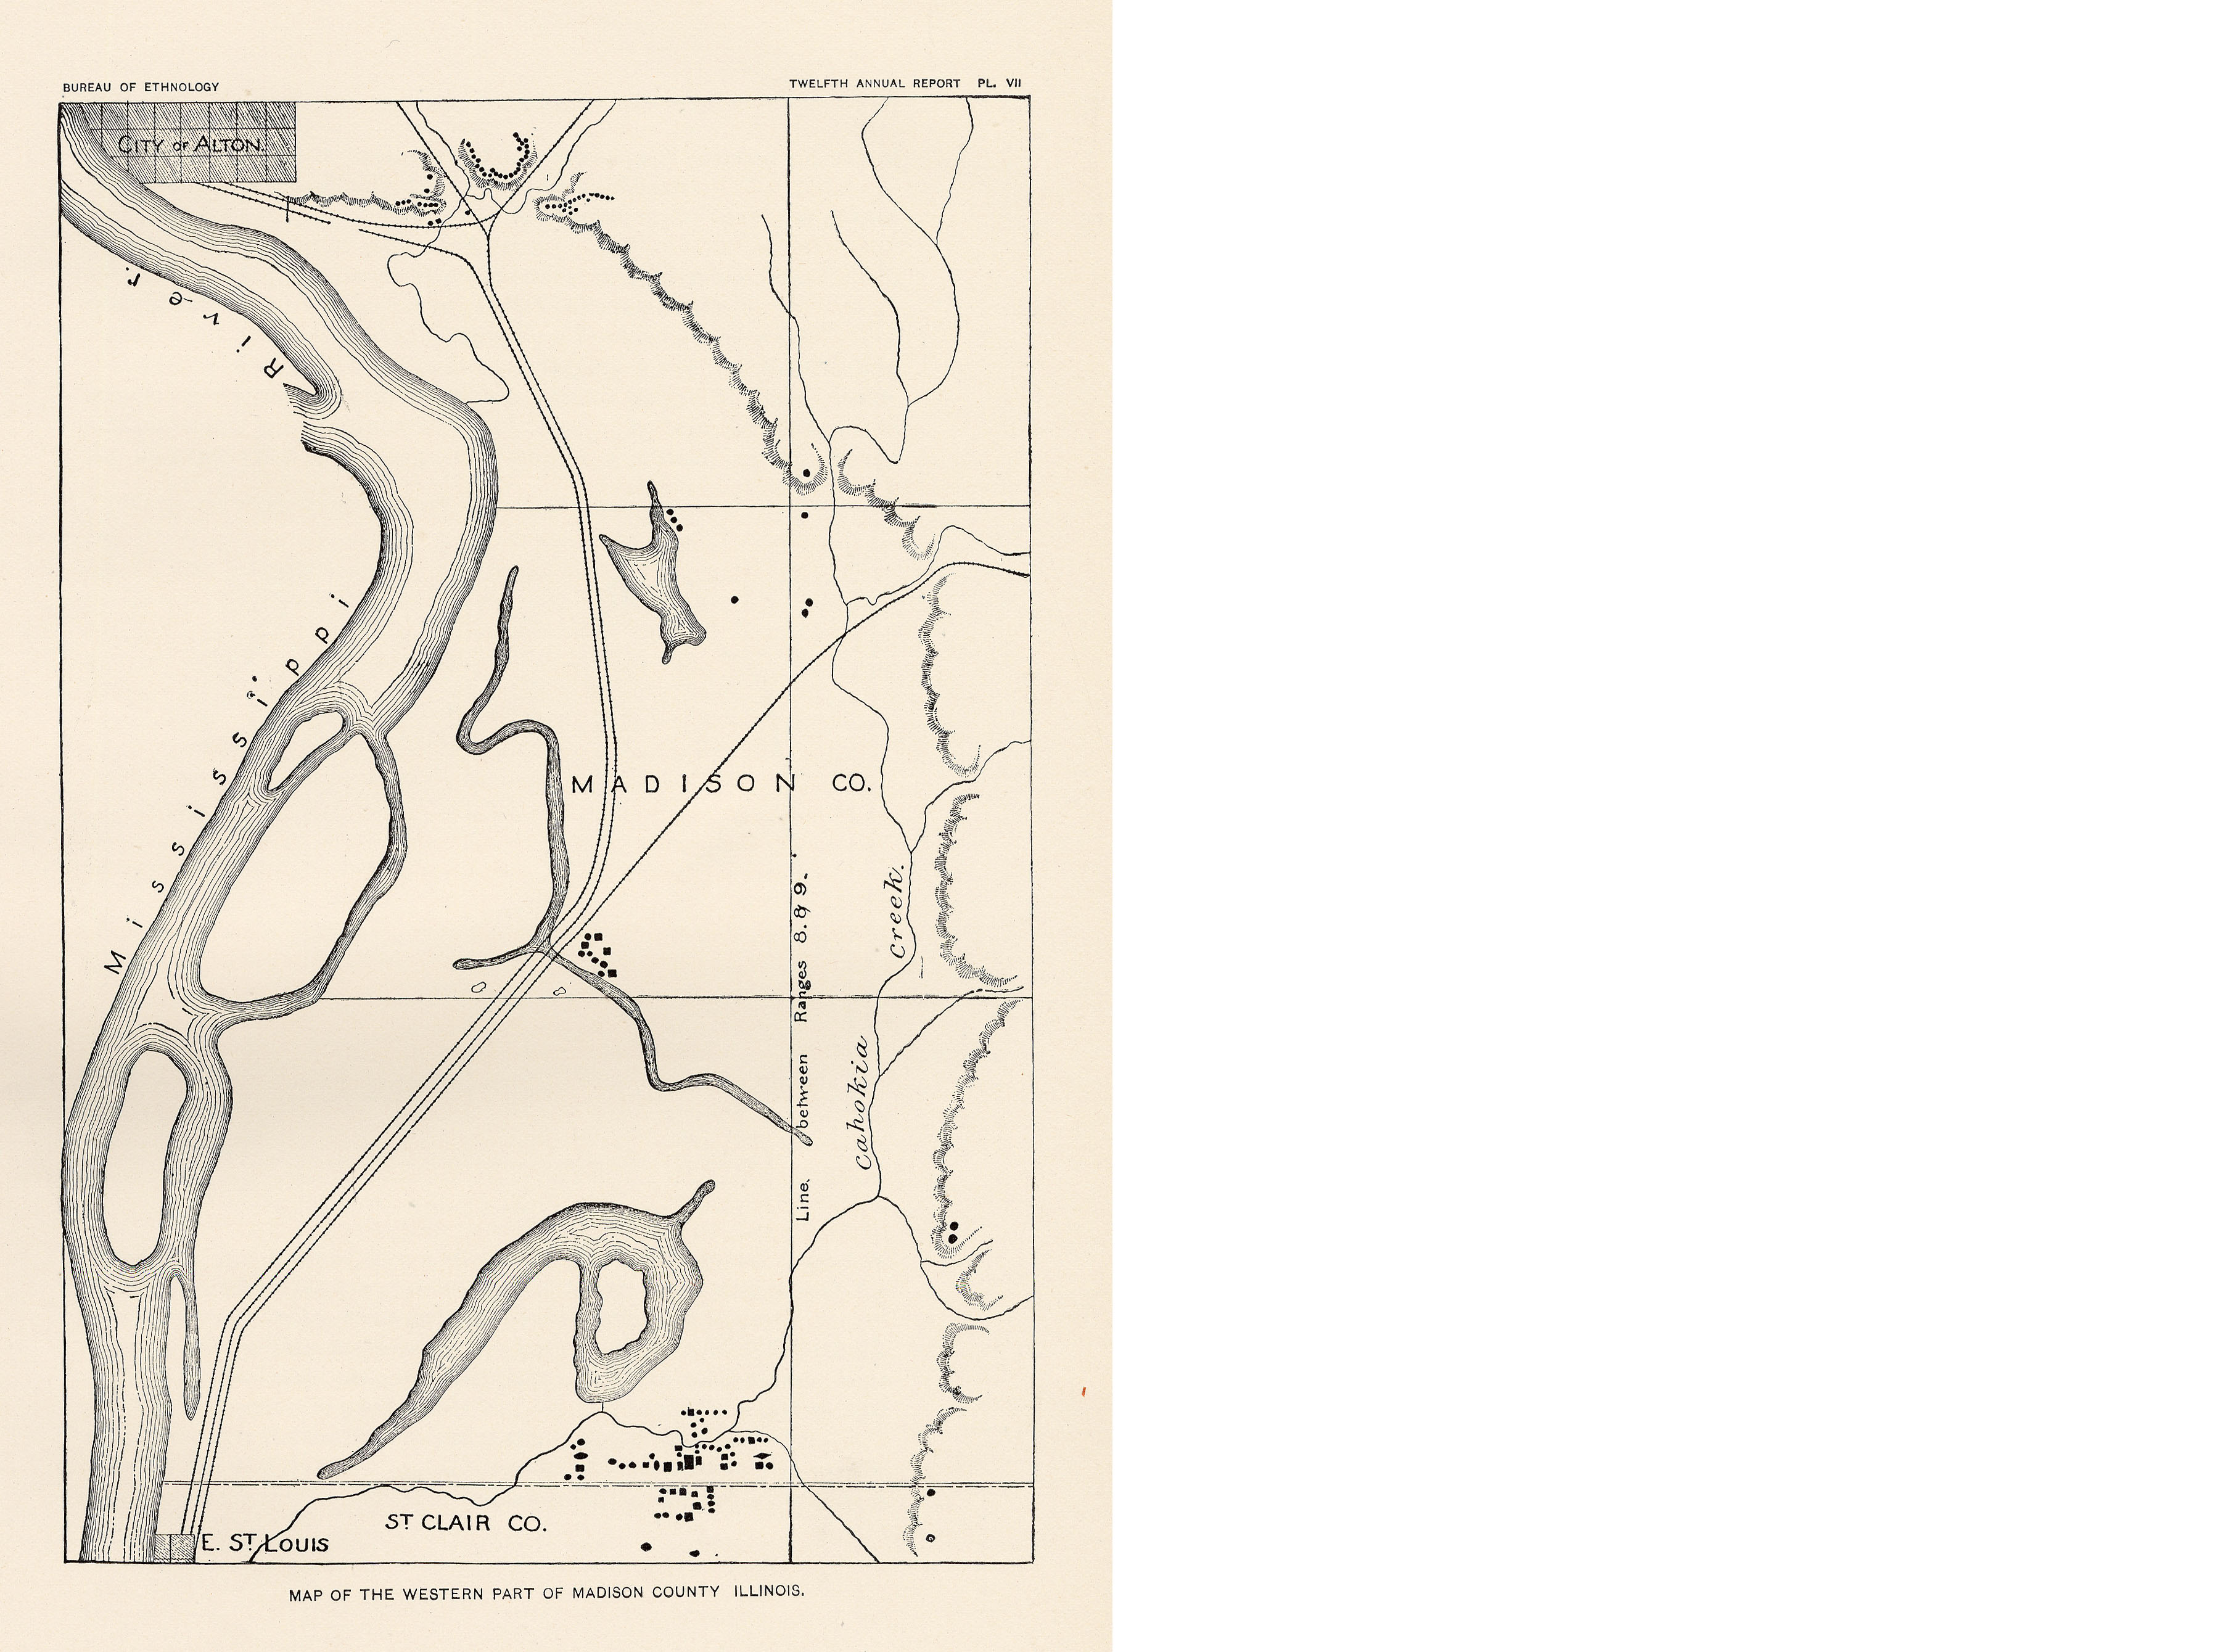 BUREAU OF ETHNOLOGY
TWELFTH ANNUAL REPORT PL. VII
CITY OF ALTON.
Missisippi River.
MADISON CO.
Line between Ranges 8. & 9.
Cahokia Creek.
ST CLAIR CO.
E. ST LOUIS
MAP OF THE WESTERN PART OF MADISON COUNTY ILLINOIS.